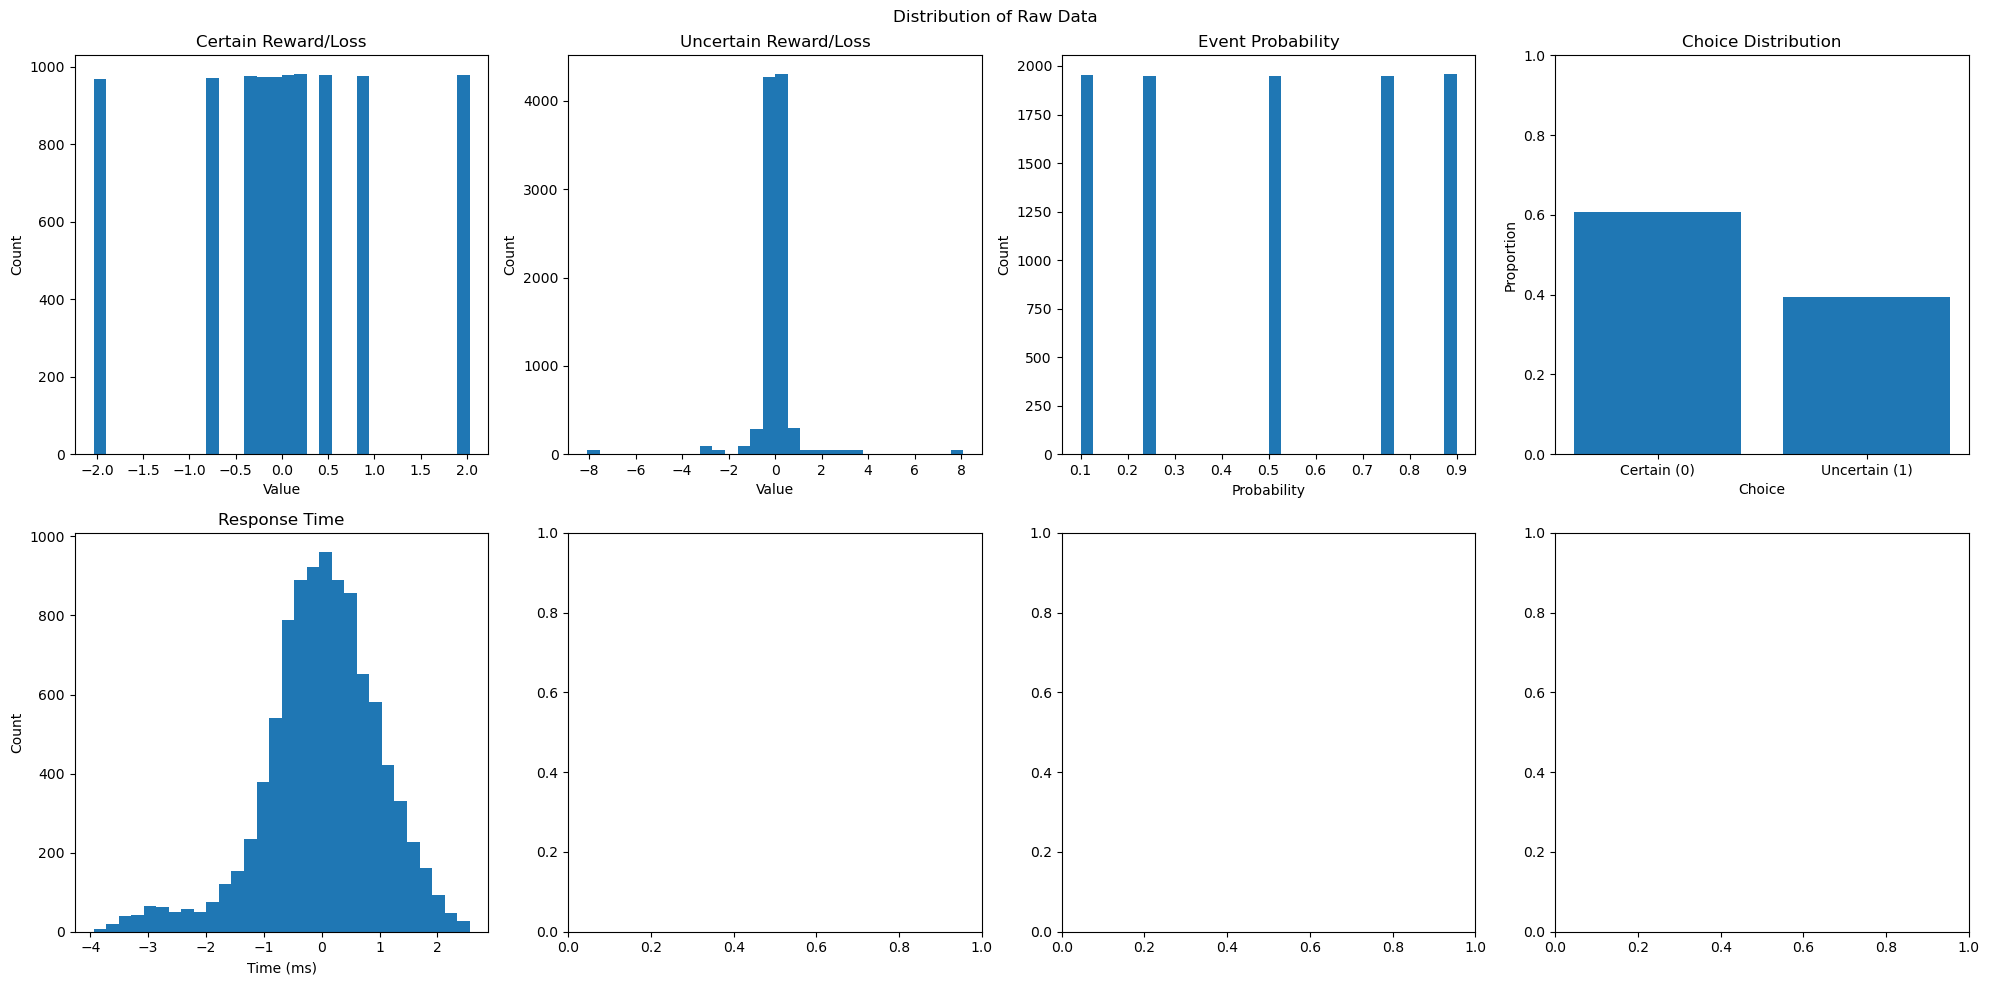 Distribution of Raw Data
Certain Reward/Loss
Count
1000
800
600
400
200
0
−2.0 −1.5 −1.0 −0.5 0.0 0.5 1.0 1.5 2.0
Value
Uncertain Reward/Loss
Count
4000
3000
2000
1000
0
−8 −6 −4 −2 0 2 4 6 8
Value
Event Probability
Count
2000
1750
1500
1250
1000
750
500
250
0
0.1 0.2 0.3 0.4 0.5 0.6 0.7 0.8 0.9
Probability
Choice Distribution
Proportion
1.0
0.8
0.6
0.4
0.2
0.0
Certain (0) Uncertain (1)
Choice
Response Time
Count
1000
800
600
400
200
0
−4 −3 −2 −1 0 1 2
Time (ms)
1.0
0.8
0.6
0.4
0.2
0.0
0.0 0.2 0.4 0.6 0.8 1.0
1.0
0.8
0.6
0.4
0.2
0.0
0.0 0.2 0.4 0.6 0.8 1.0
1.0
0.8
0.6
0.4
0.2
0.0
0.0 0.2 0.4 0.6 0.8 1.0